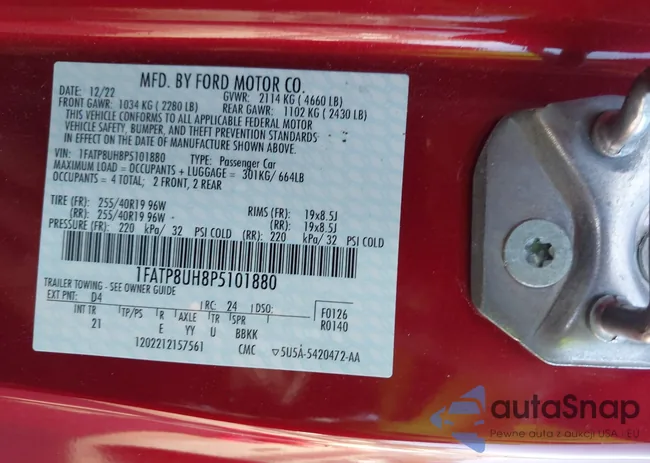 MFD. BY FORD MOTOR CO.
DATE: 12/22 GVWR: 2114 KG (4660 LB)
FRONT GAWR: 1034 KG (2280 LB) REAR GAWR: 1102 KG (2430 LB)
THIS VEHICLE CONFORMS TO ALL APPLICABLE FEDERAL MOTOR
VEHICLE SAFETY, BUMPER, AND THEFT PREVENTION STANDARDS
IN EFFECT ON THE DATE OF MANUFACTURE SHOWN ABOVE.
VIN: 1FATP8UH8P5101880 TYPE: Passenger Car
MAXIMUM LOAD = OCCUPANTS + LUGGAGE = 301KG/ 664LB
OCCUPANTS = 4 TOTAL; 2 FRONT, 2 REAR
TIRE (FR): 255/40R19 96W RIMS (FR): 19x8.5J
(RR): 255/40R19 96W - (RR): 19x8.5J
PRESSURE (FR): 220 kPa/ 32 PSI COLD (RR): 220 kPa/ 32 PSI COLD
1FATP8UH8P5101880
TRAILER TOWING - SEE OWNER GUIDE
EXT PNT: D4 RC: 24 DSO: F0126
INT TR TP/PS R AXLE TR SPR R0140
21 E YY U BBKK
1202212157561 CMC 5U5A-5420472-AA
autaSnap
Pewne auta z aukcji USA - EU